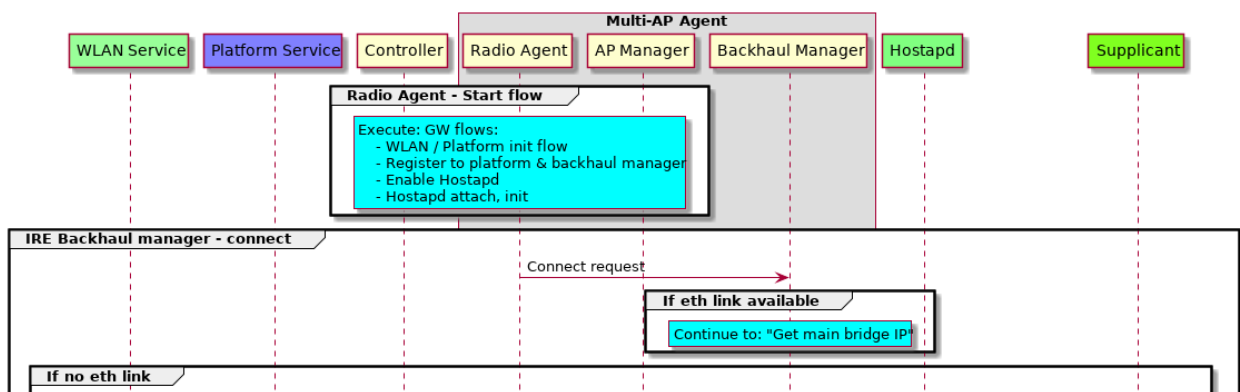 Multi-AP Agent
WLAN Service Platform Service Controller Radio Agent AP Manager Backhaul Manager Hostapd Supplicant
Radio Agent - Start flow
Execute: GW flows:
- WLAN / Platform init flow
- Register to platform & backhaul manager
- Enable Hostapd
- Hostapd attach, init
IRE Backhaul manager - connect
Connect request
If eth link available
Continue to: "Get main bridge IP"
If no eth link